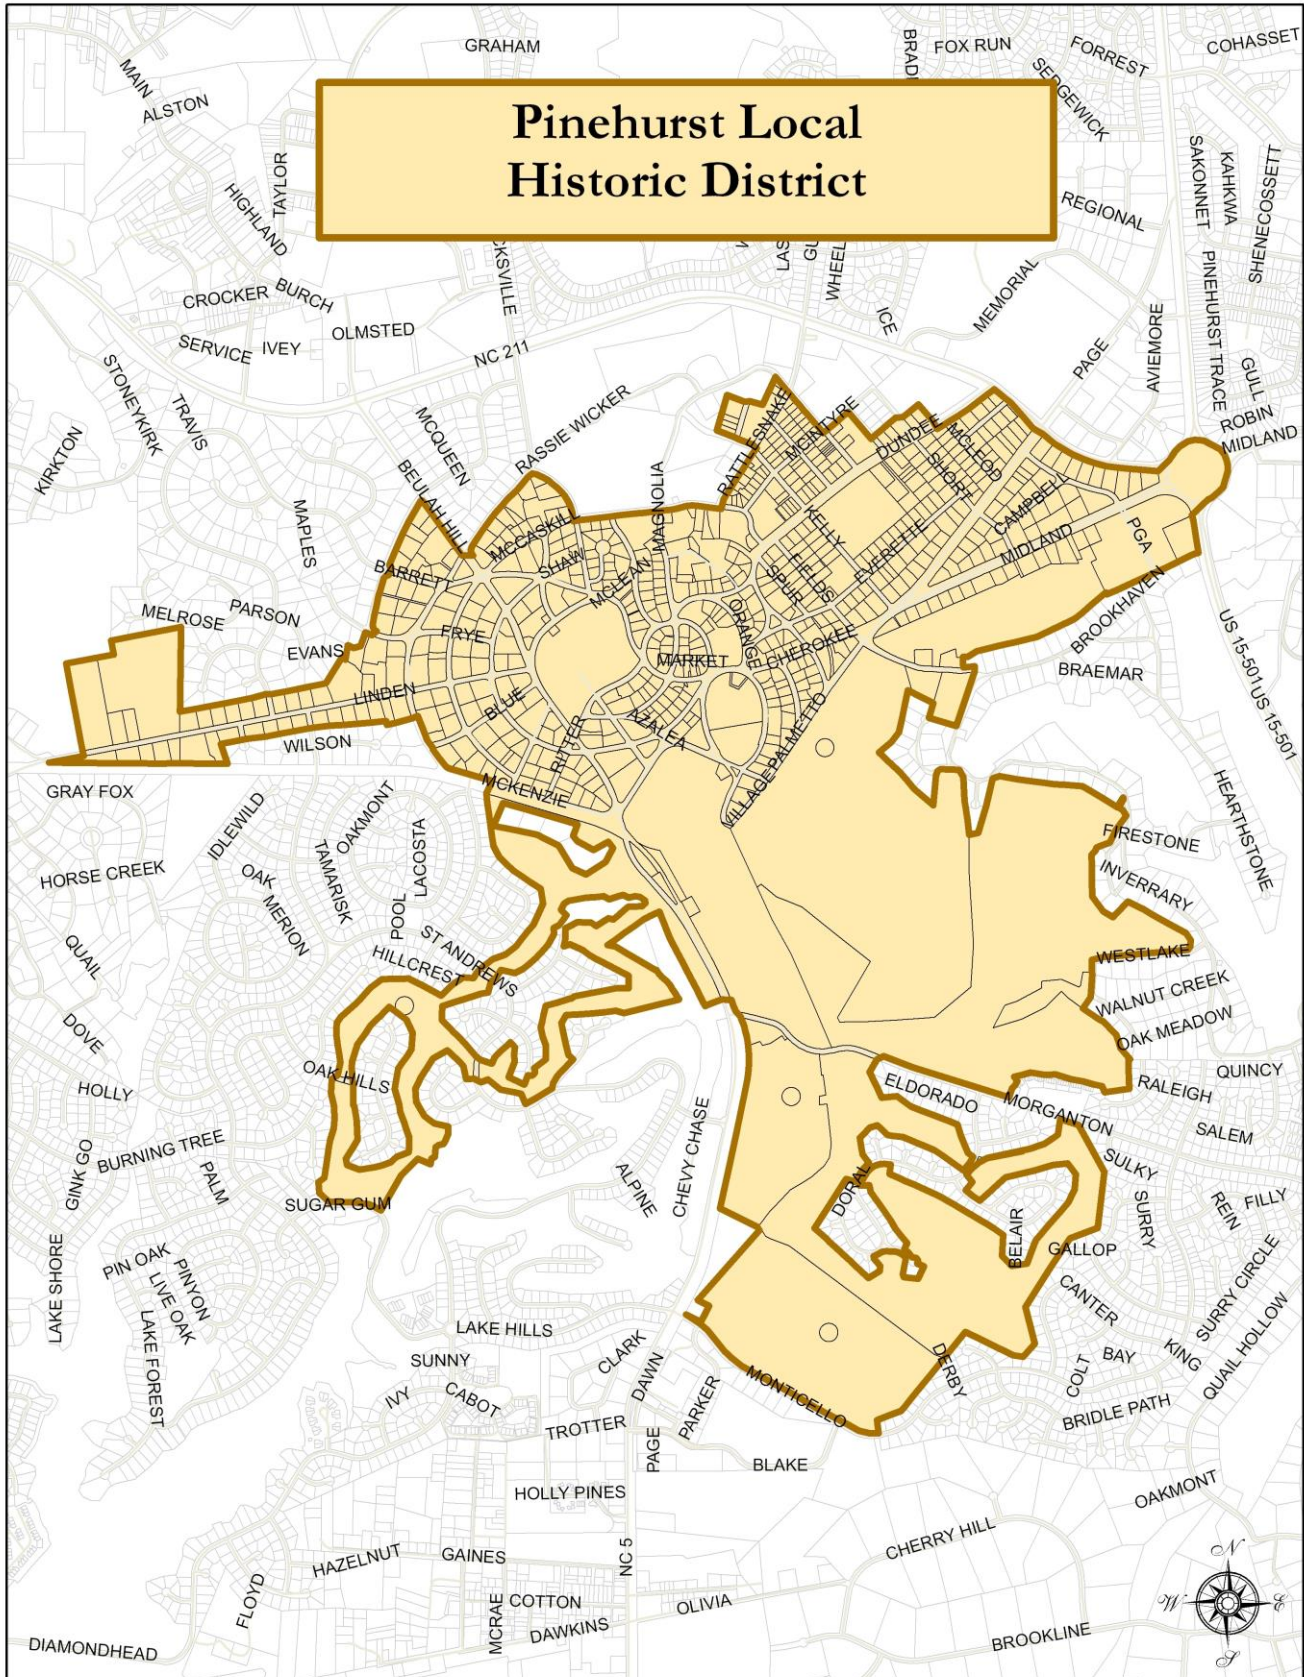 GRAHAM
FOX RUN
FORREST
COHASSET
MAIN
ALSTON
SEDGEWICK
Pinehurst Local
Historic District
TAYLOR
HIGHLAND
SAKONNET
KAHKWA
SHENECOSSETT
REGIONAL
CROCKER
BURCH
OLMSTED
SERVICE
IVEY
NC 211
WHEEL
ICE
MEMORIAL
PINEHURST TRACE
PAGE
AVIEMORE
GULL
ROBIN
MIDLAND
STONEYKIRK
TRAVIS
KIRKTON
MCQUEEN
RASSIE WICKER
BEULAH HILL
MAPLES
MAGNOLIA
RATTLESNAKE
MCINTYRE
DUNDEE
MCLEOD
SHORT
CAMPBELL
MCCASKILL
SHAW
MCLEAN
KELLY
EVERETTE
MIDLAND
PGA
FIELDS
SPUR
BARRETT
MELROSE
PARSON
EVANS
FRYE
ORANGE
MARKET
CHEROKEE
BROOKHAVEN
BRAEMAR
US 15-501
US 15-501
LINDEN
BLUE
RITTER
AZALEA
VILLAGE
PALMETTO
WILSON
MCKENZIE
GRAY FOX
IDLEWILD
OAKMONT
LACOSTA
TAMARISK
HORSE CREEK
OAK
MERION
POOL
HEARTHSTONE
FIRESTONE
INVERRARY
QUAIL
ST ANDREWS
HILLCREST
WESTLAKE
WALNUT CREEK
OAK MEADOW
DOVE
HOLLY
OAK HILLS
ELDORADO
MORGANTON
RALEIGH
QUINCY
SALEM
SULKY
GINK GO
BURNING TREE
PALM
SUGAR GUM
ALPINE
CHEVY CHASE
DORAL
BELAIR
GALLOP
SURRY
REIN
FILLY
LAKE SHORE
PIN OAK
PINYON
LIVE OAK
LAKE FOREST
CANTER
SURRY CIRCLE
QUAIL HOLLOW
LAKE HILLS
SUNNY
CLARK
DAWN
DERBY
COLT
BAY
KING
IVY
CABOT
TROTTER
PARKER
PAGE
MONTICELLO
BRIDLE PATH
BLAKE
HOLLY PINES
OAKMONT
CHERRY HILL
HAZELNUT
GAINES
NC 5
FLOYD
MCRAE
COTTON
OLIVIA
DAWKINS
BROOKLINE
DIAMONDHEAD
N
W
E
S